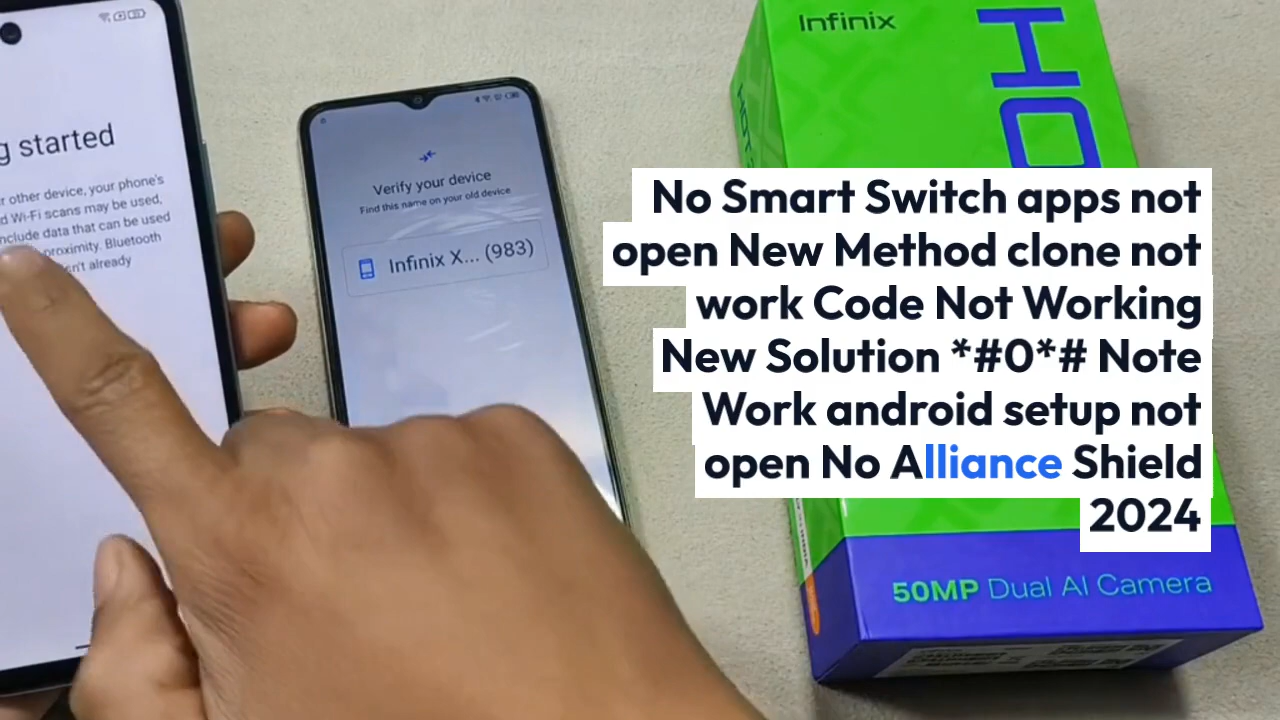 Infinix
HO
g started
r other device, your phone's
d Wi-Fi scans may be used,
nclude data that can be used
proximity. Bluetooth
n't already
Verify your device
Find this name on your old device
Infinix X... (983)
No Smart Switch apps not
open New Method clone not
work Code Not Working
New Solution *#0*# Note
Work android setup not
open No Alliance Shield
2024
50MP Dual AI Camera